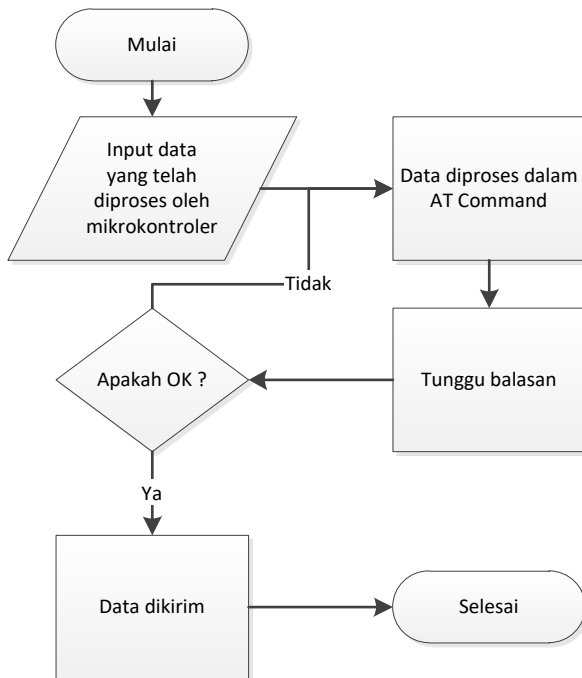 Mulai
Input data
yang telah
diproses oleh
mikrokontroler
Data diproses dalam
AT Command
Tidak
Apakah OK ?
Tunggu balasan
Ya
Data dikirim
Selesai